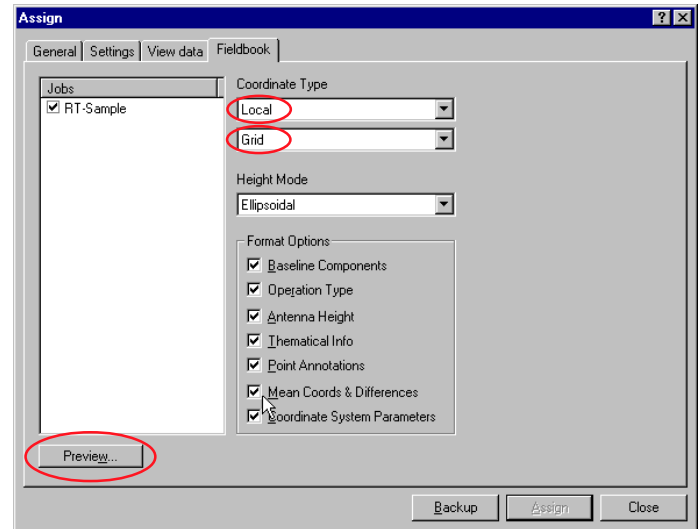 Assign
General Settings View data Fieldbook
Jobs
RT-Sample
Coordinate Type
Local
Grid
Height Mode
Ellipsoidal
Format Options
Baseline Components
Operation Type
Antenna Height
Thematical Info
Point Annotations
Mean Coords & Differences
Coordinate System Parameters
Preview...
Backup Assign Close